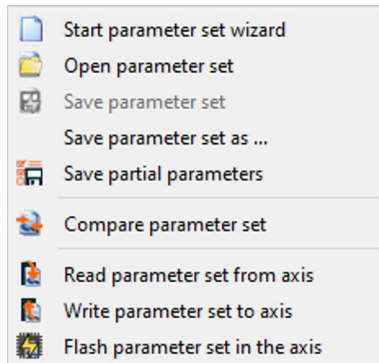 Start parameter set wizard
Open parameter set
Save parameter set
Save parameter set as ...
Save partial parameters
Compare parameter set
Read parameter set from axis
Write parameter set to axis
Flash parameter set in the axis